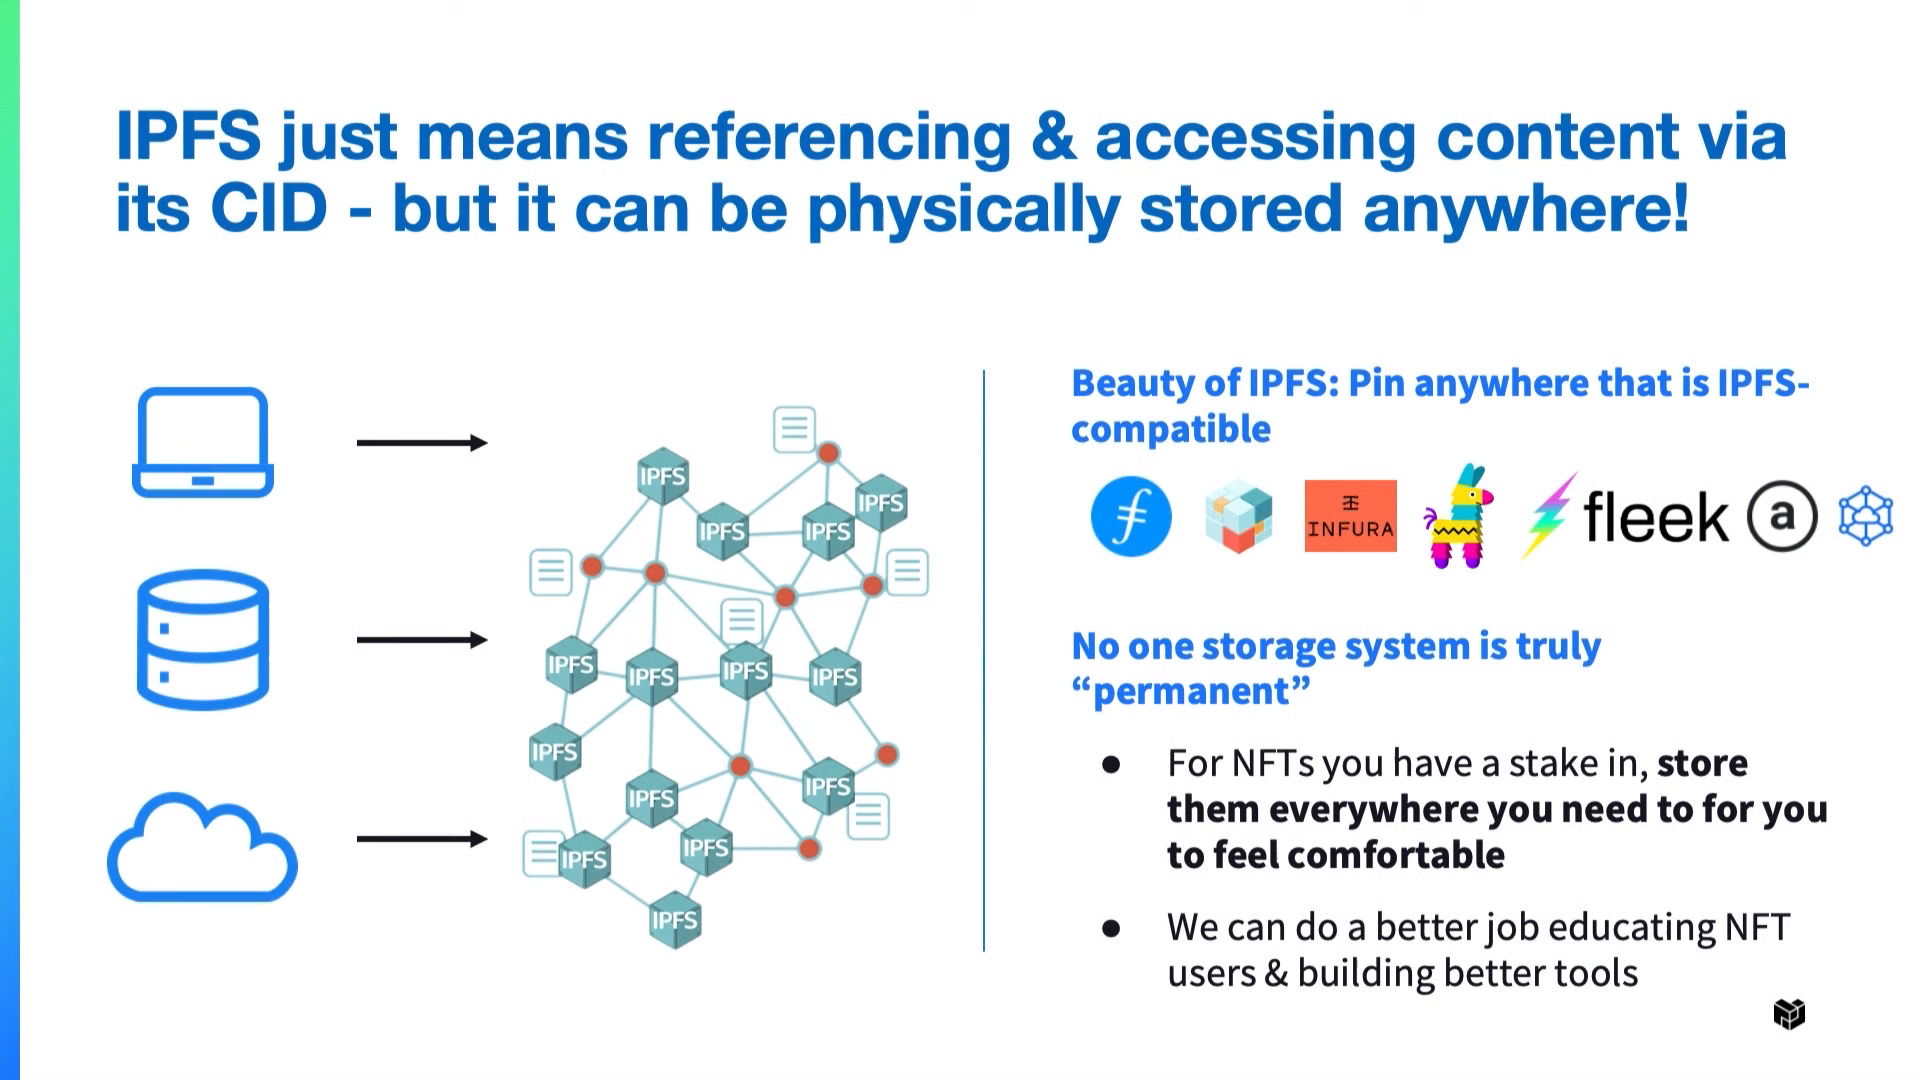 IPFS just means referencing & accessing content via
its CID - but it can be physically stored anywhere!
IPFS
IPFS
IPFS
IPFS
IPFS
IPFS
IPFS
IPFS
IPFS
IPFS
IPFS
IPFS
IPFS
IPFS
Beauty of IPFS: Pin anywhere that is IPFS-
compatible
INFURA
fleek
a
No one storage system is truly
“permanent”
● For NFTs you have a stake in, store
them everywhere you need to for you
to feel comfortable
● We can do a better job educating NFT
users & building better tools